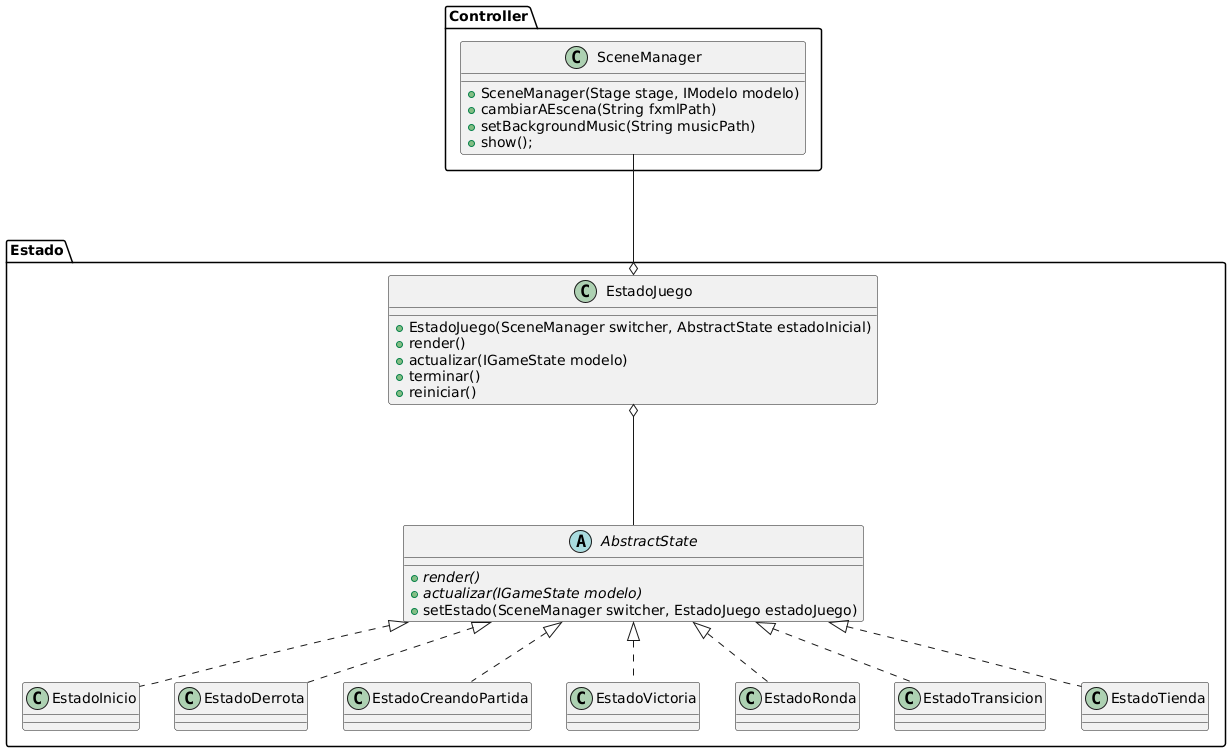 Controller
C SceneManager
SceneManager(Stage stage, IModelo modelo)
cambiarAEscena(String fxmlPath)
setBackgroundMusic(String musicPath)
show();
Estado
C EstadoJuego
EstadoJuego(SceneManager switcher, AbstractState estadoInicial)
render()
actualizar(IGameState modelo)
terminar()
reiniciar()
A AbstractState
render()
actualizar(IGameState modelo)
setEstado(SceneManager switcher, EstadoJuego estadoJuego)
C EstadoInicio
C EstadoDerrota
C EstadoCreandoPartida
C EstadoVictoria
C EstadoRonda
C EstadoTransicion
C EstadoTienda